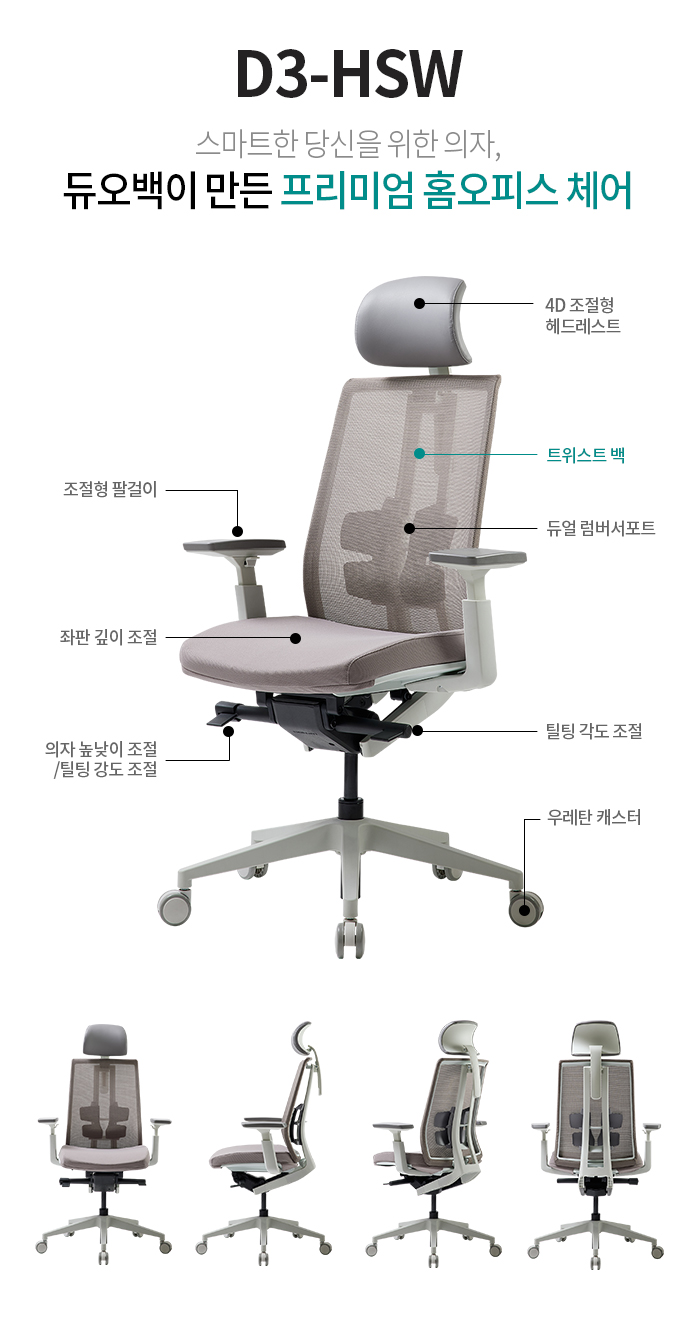 D3-HSW
스마트한 당신을 위한 의자,
듀오백이 만든 프리미엄 홈오피스 체어
4D 조절형
헤드레스트
트위스트 백
조절형 팔걸이
듀얼 럼버서포트
좌판 깊이 조절
틸팅 각도 조절
의자 높낮이 조절
/틸팅 강도 조절
우레탄 캐스터